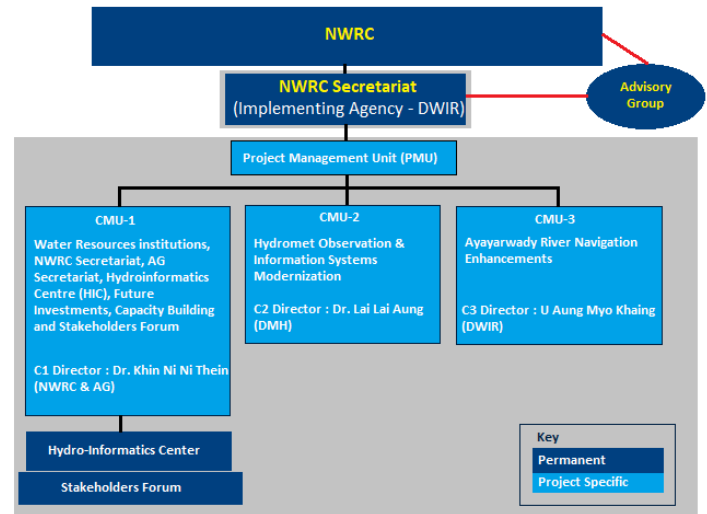 NWRC
NWRC Secretariat
(Implementing Agency - DWIR)
Advisory
Group
Project Management Unit (PMU)
CMU-1
Water Resources institutions,
NWRC Secretariat, AG
Secretariat, Hydroinformatics
Centre (HIC), Future
Investments, Capacity Building
and Stakeholders Forum
C1 Director : Dr. Khin Ni Ni Thein
(NWRC & AG)
CMU-2
Hydromet Observation &
Information Systems
Modernization
C2 Director : Dr. Lai Lai Aung
(DMH)
CMU-3
Ayayarwady River Navigation
Enhancements
C3 Director : U Aung Myo Khaing
(DWIR)
Hydro-Informatics Center
Stakeholders Forum
Key
Permanent
Project Specific